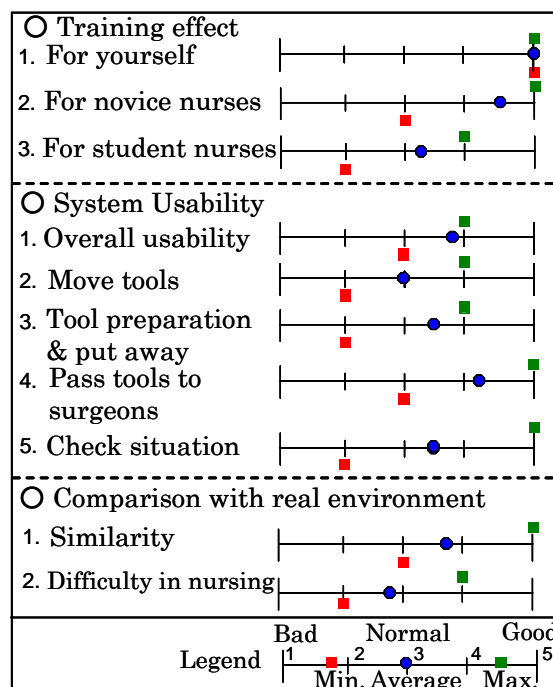 Training effect
1. For yourself
2. For novice nurses
3. For student nurses
System Usability
1. Overall usability
2. Move tools
3. Tool preparation
& put away
4. Pass tools to
surgeons
5. Check situation
Comparison with real environment
1. Similarity
2. Difficulty in nursing
Bad Normal Good
Legend 1 2 3 4 5
Min. Average Max.